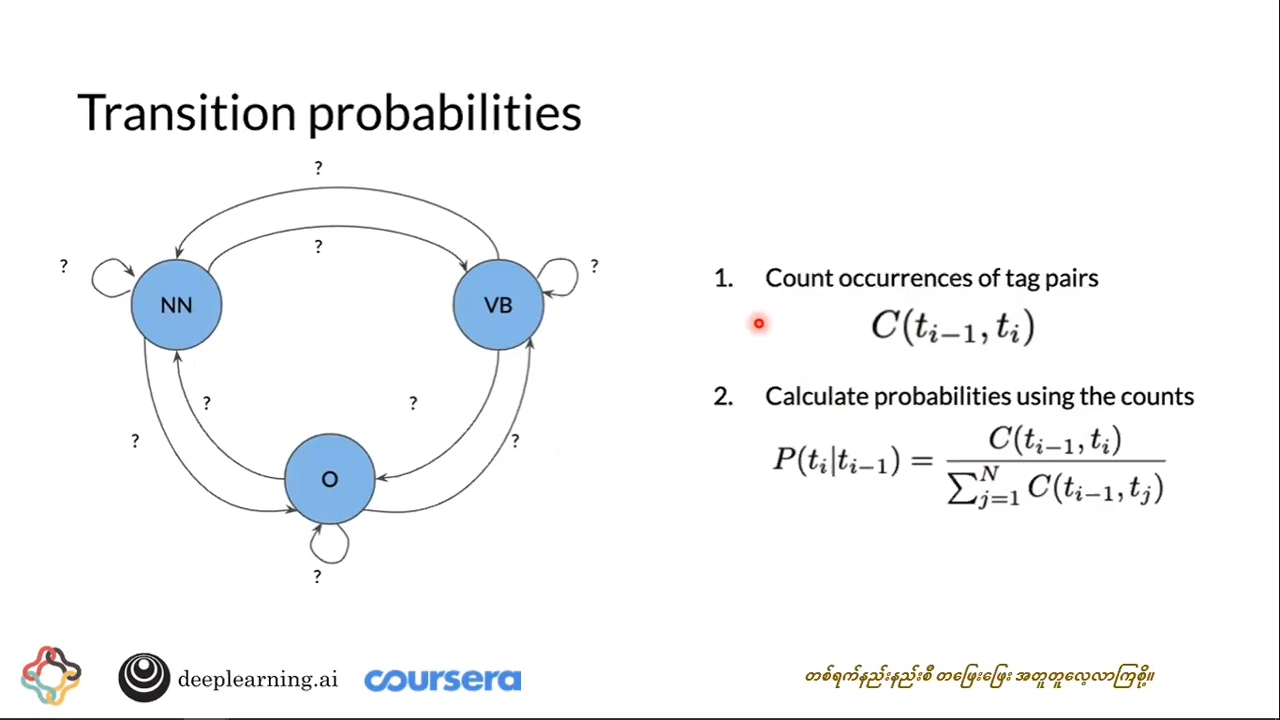 Transition probabilities
?
?
?
?
NN
VB
?
?
?
?
O
?
1. Count occurrences of tag pairs
C(t_{i−1}, t_i)
2. Calculate probabilities using the counts
P(t_i|t_{i−1}) = \frac{C(t_{i−1}, t_i)}{\sum_{j=1}^{N} C(t_{i−1}, t_j)}
deeplearning.ai
coursera
တစ်ရက်နည်းနည်းစီ တဖြေးဖြေး အတူတူလေ့လာကြစို့။